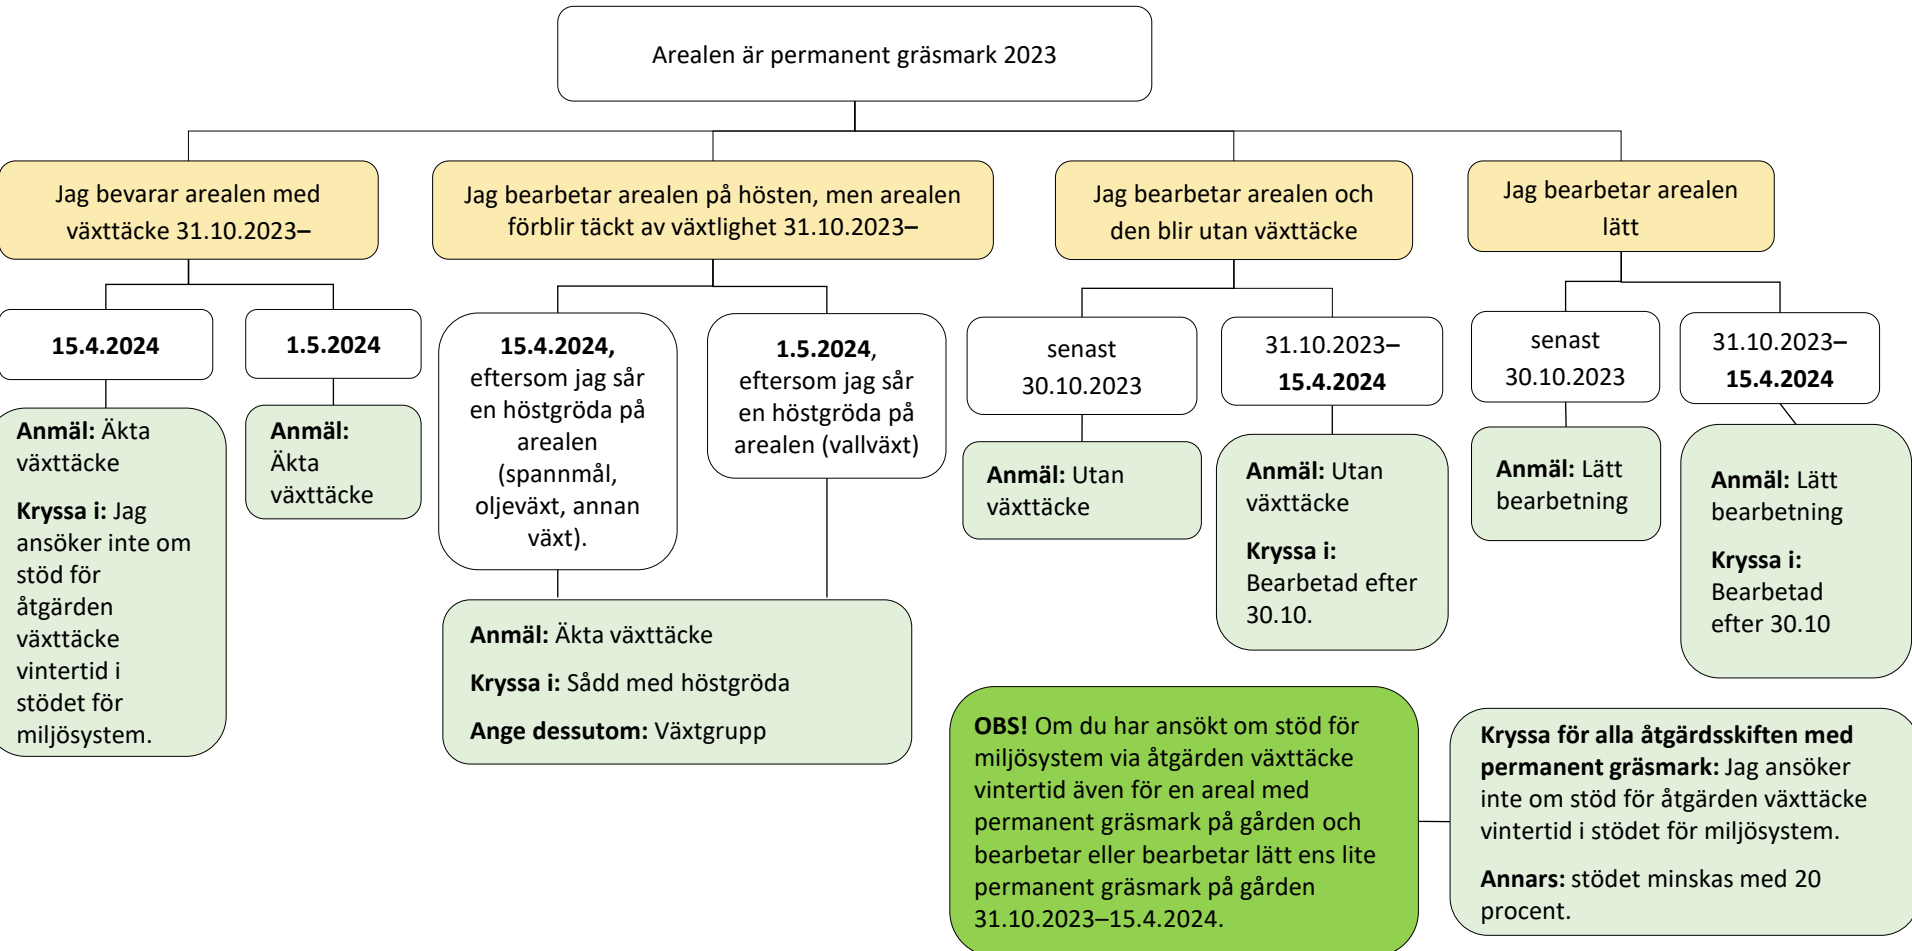 Arealen är permanent gräsmark 2023
Jag bevarar arealen med
växttäcke 31.10.2023–
Jag bearbetar arealen på hösten, men arealen
förblir täckt av växtlighet 31.10.2023–
Jag bearbetar arealen och
den blir utan växttäcke
Jag bearbetar arealen
lätt
15.4.2024
1.5.2024
15.4.2024,
eftersom jag sår
en höstgröda på
arealen
(spannmål,
oljeväxt, annan
växt).
1.5.2024,
eftersom jag sår
en höstgröda på
arealen (vallväxt)
senast
30.10.2023
31.10.2023–
15.4.2024
senast
30.10.2023
31.10.2023–
15.4.2024
Anmäl: Äkta
växttäcke
Kryssa i: Jag
ansöker inte om
stöd för
åtgärden
växttäcke
vintertid i
stödet för
miljösystem.
Anmäl:
Äkta
växttäcke
Anmäl: Äkta växttäcke
Kryssa i: Sådd med höstgröda
Ange dessutom: Växtgrupp
Anmäl: Utan
växttäcke
Anmäl: Utan
växttäcke
Kryssa i:
Bearbetad efter
30.10.
Anmäl: Lätt
bearbetning
Anmäl: Lätt
bearbetning
Kryssa i:
Bearbetad
efter 30.10
OBS! Om du har ansökt om stöd för
miljösystem via åtgärden växttäcke
vintertid även för en areal med
permanent gräsmark på gården och
bearbetar eller bearbetar lätt ens lite
permanent gräsmark på gården
31.10.2023–15.4.2024.
Kryssa för alla åtgärdsskiften med
permanent gräsmark: Jag ansöker
inte om stöd för åtgärden växttäcke
vintertid i stödet för miljösystem.
Annars: stödet minskas med 20
procent.